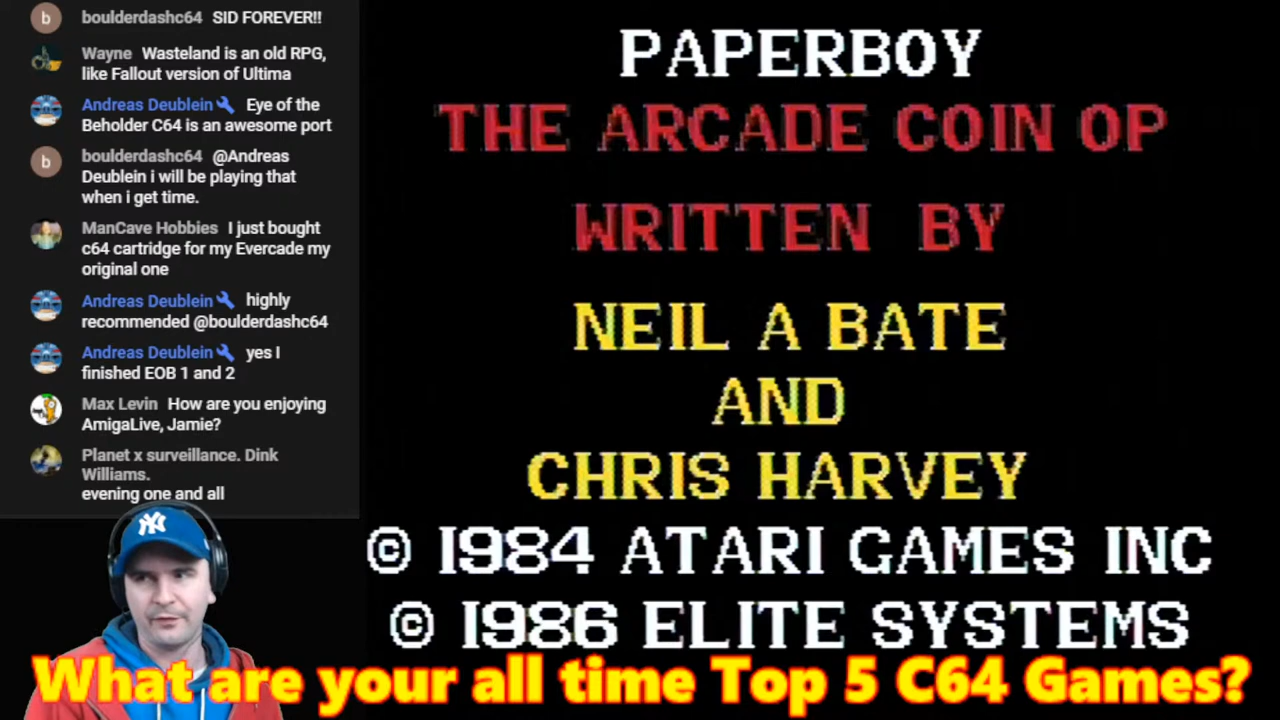 boulderdashc64 SID FOREVER!!
Wayne Wasteland is an old RPG,
like Fallout version of Ultima
Andreas Deublein Eye of the
Beholder C64 is an awesome port
boulderdashc64 @Andreas
Deublein i will be playing that
when i get time.
ManCave Hobbies I just bought
c64 cartridge for my Evercade my
original one
Andreas Deublein highly
recommended @boulderdashc64
Andreas Deublein yes I
finished EOB 1 and 2
Max Levin How are you enjoying
AmigaLive, Jamie?
Planet x surveillance. Dink
Williams.
evening one and all
PAPERBOY
THE ARCADE COIN OP
WRITTEN BY
NEIL A BATE
AND
CHRIS HARVEY
© 1984 ATARI GAMES INC
© 1986 ELITE SYSTEMS
What are your all time Top 5 C64 Games?